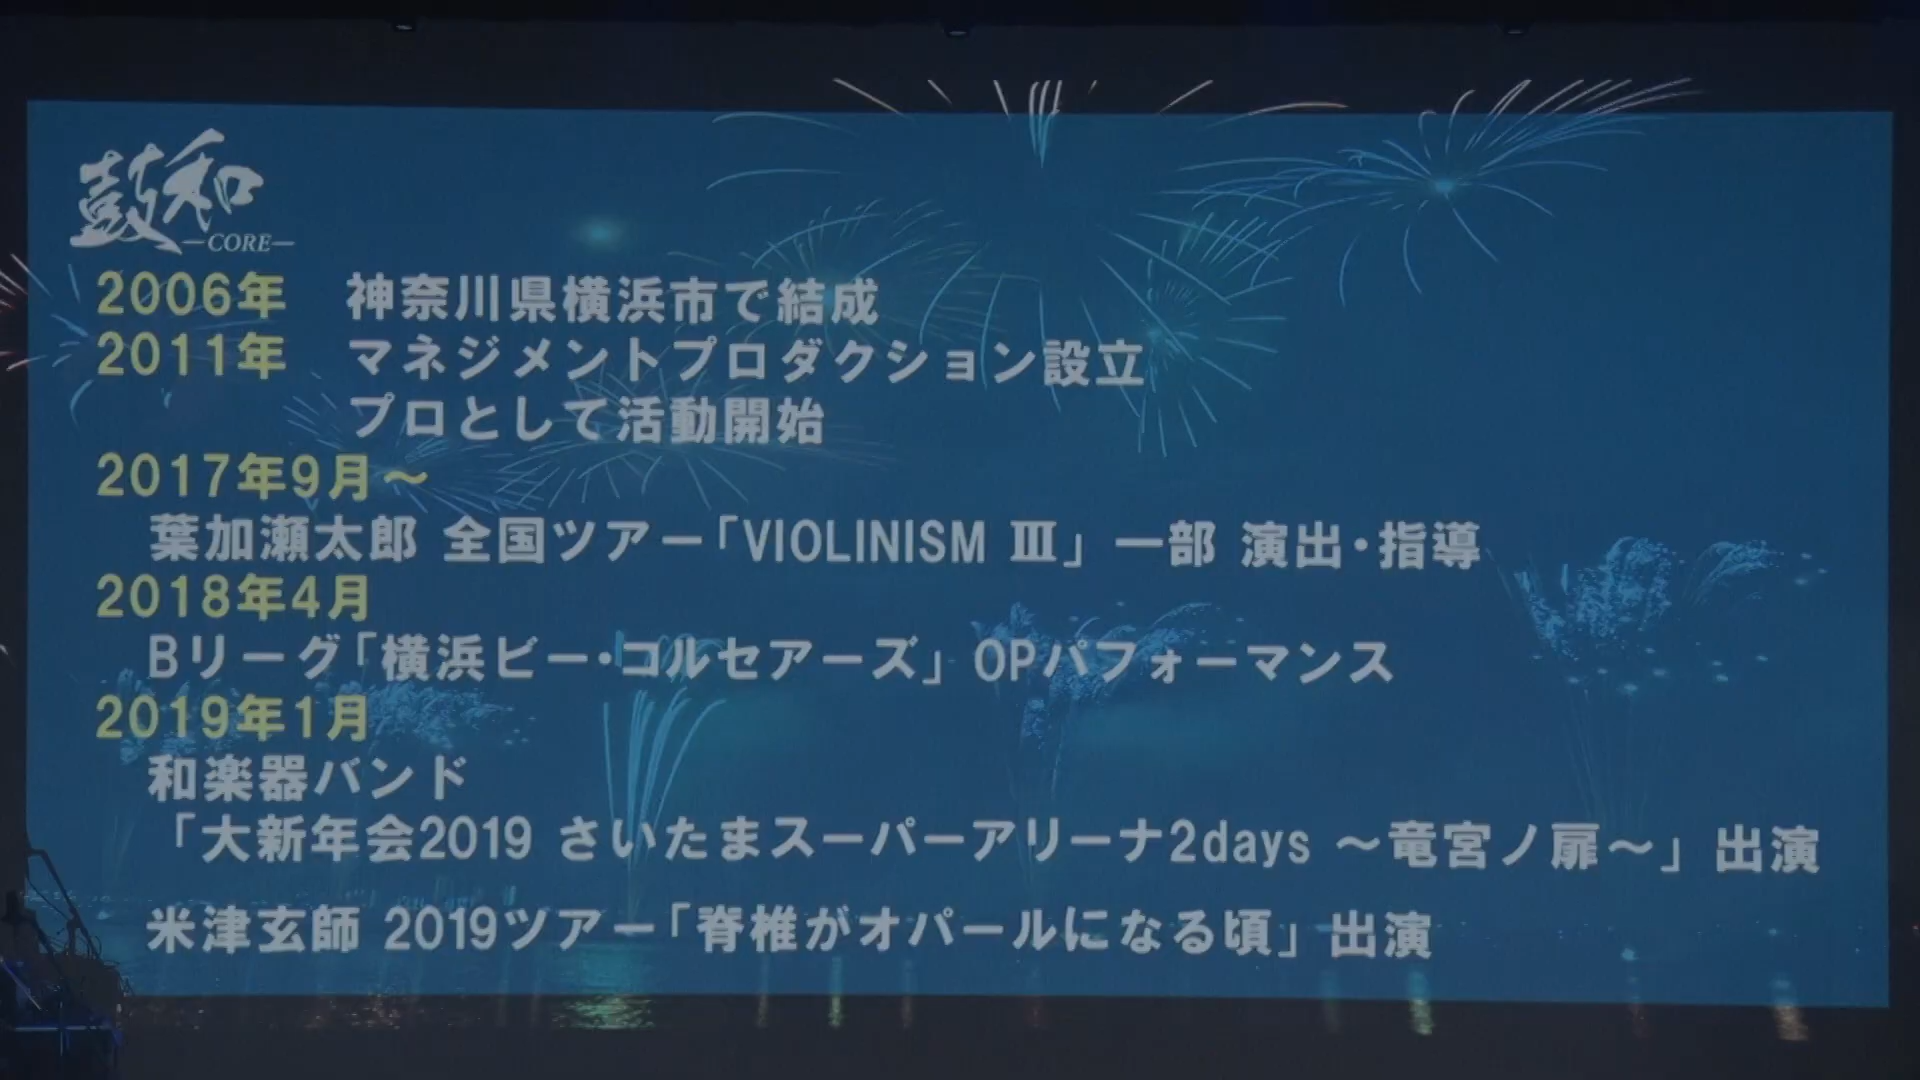 鼓和
—CORE—
2006年 神奈川県横浜市で結成
2011年 マネジメントプロダクション設立
プロとして活動開始
2017年9月～
葉加瀬太郎 全国ツアー「VIOLINISM Ⅲ」 一部 演出・指導
2018年4月
Bリーグ「横浜ビー・コルセアーズ」 OPパフォーマンス
2019年1月
和楽器バンド
「大新年会2019 さいたまスーパーアリーナ2days ～竜宮ノ扉～」 出演
米津玄師 2019ツアー「脊椎がオパールになる頃」 出演